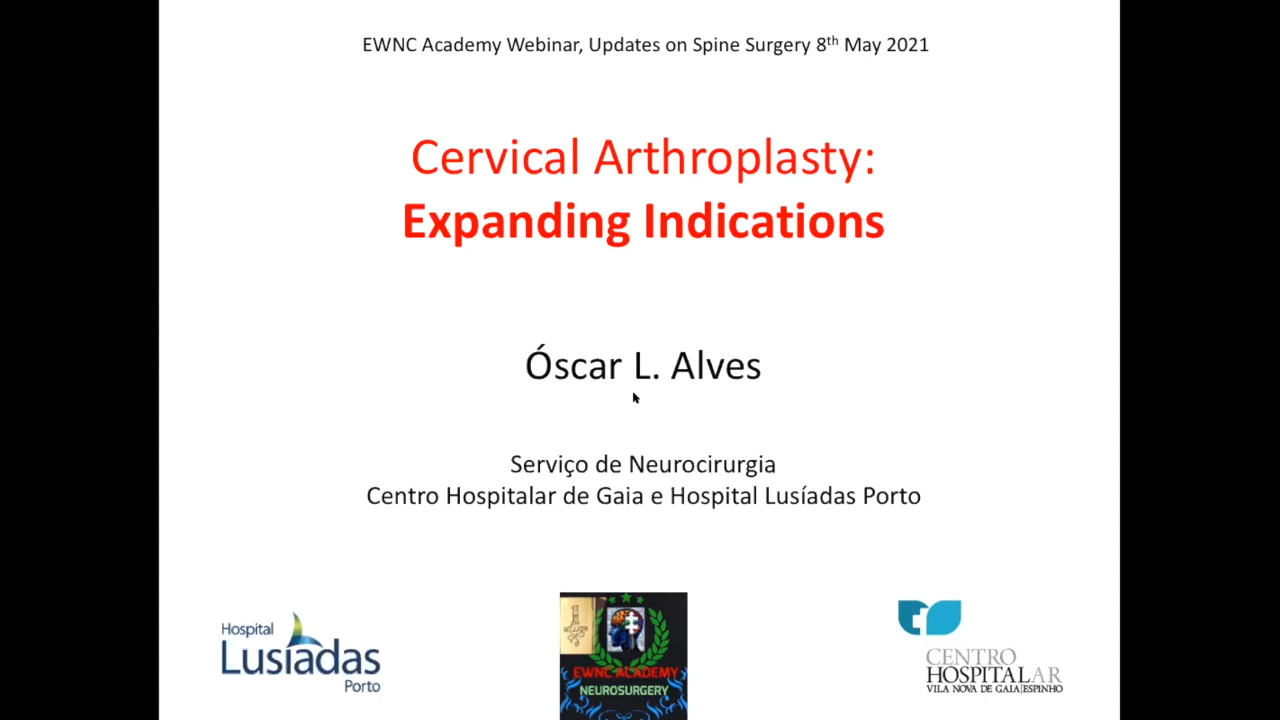 EWNC Academy Webinar, Updates on Spine Surgery 8th May 2021
Cervical Arthroplasty:
Expanding Indications
Óscar L. Alves
Serviço de Neurocirurgia
Centro Hospitalar de Gaia e Hospital Lusíadas Porto
Hospital
Lusíadas
Porto
EWNC ACADEMY
NEUROSURGERY
CENTRO
HOSPITALAR
VILA NOVA DE GAIA ESPINHO